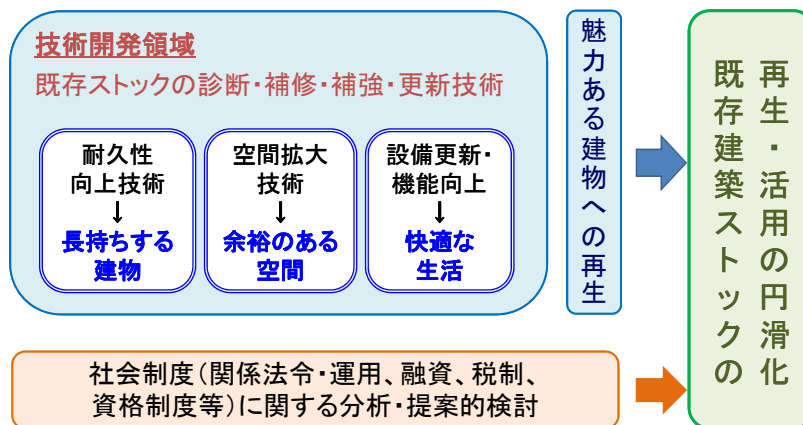 技術開発領域
既存ストックの診断・補修・補強・更新技術
耐久性
向上技術
↓
長持ちする
建物
空間拡大
技術
↓
余裕のある
空間
設備更新・
機能向上
↓
快適な
生活
魅力ある建物への再生
社会制度(関係法令・運用、融資、税制、
資格制度等)に関する分析・提案的検討
既存建築ストックの
再生・活用の円滑化